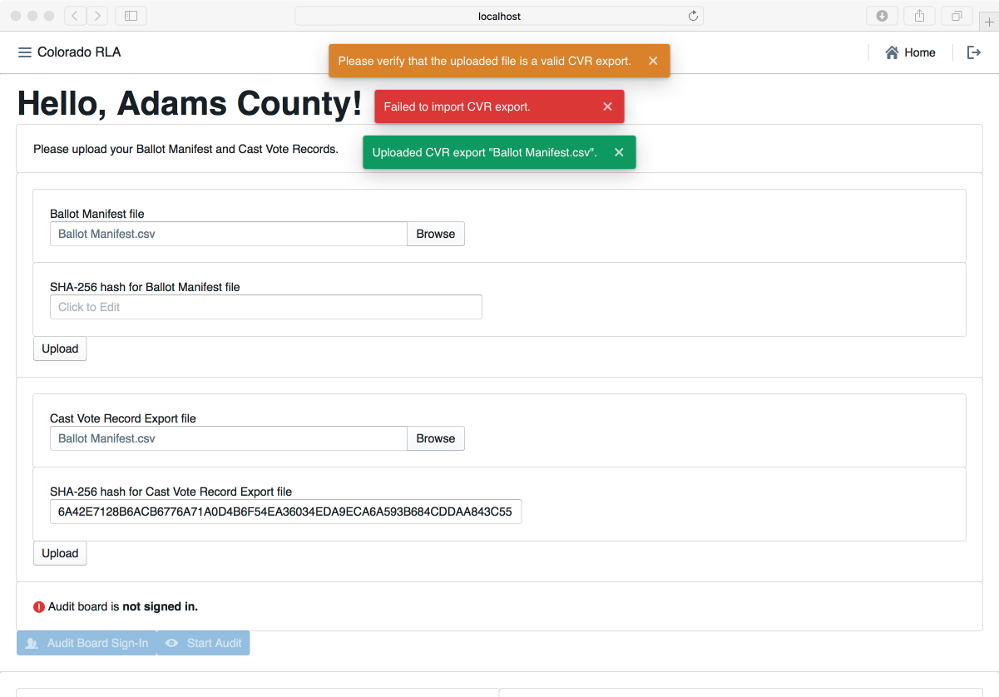 localhost
Colorado RLA
Home
Please verify that the uploaded file is a valid CVR export.
Hello, Adams County!
Failed to import CVR export.
Please upload your Ballot Manifest and Cast Vote Records.
Uploaded CVR export "Ballot Manifest.csv".
Ballot Manifest file
Ballot Manifest.csv
Browse
SHA-256 hash for Ballot Manifest file
Click to Edit
Upload
Cast Vote Record Export file
Ballot Manifest.csv
Browse
SHA-256 hash for Cast Vote Record Export file
6A42E7128B6ACB6776A71A0D4B6F54EA36034EDA9ECA6A593B684CDDAA843C55
Upload
Audit board is not signed in.
Audit Board Sign-In
Start Audit